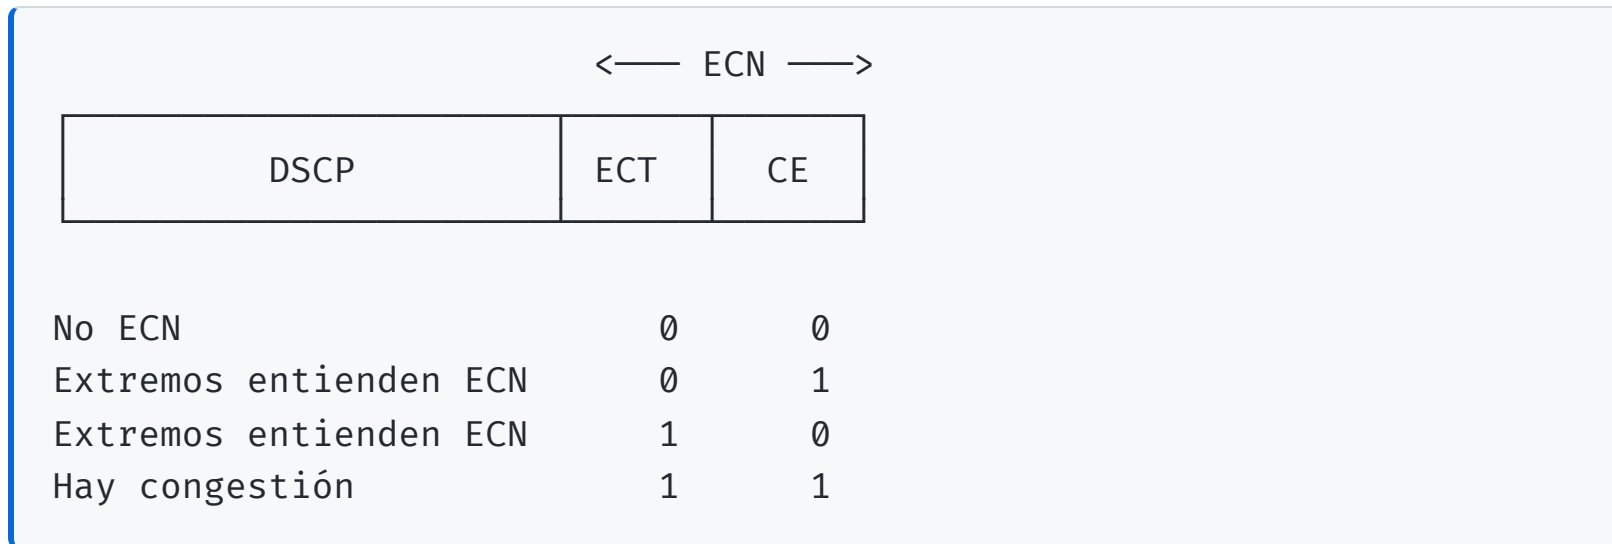 <—— ECN ——>
DSCP ECT CE
No ECN 0 0
Extremos entienden ECN 0 1
Extremos entienden ECN 1 0
Hay congestión 1 1